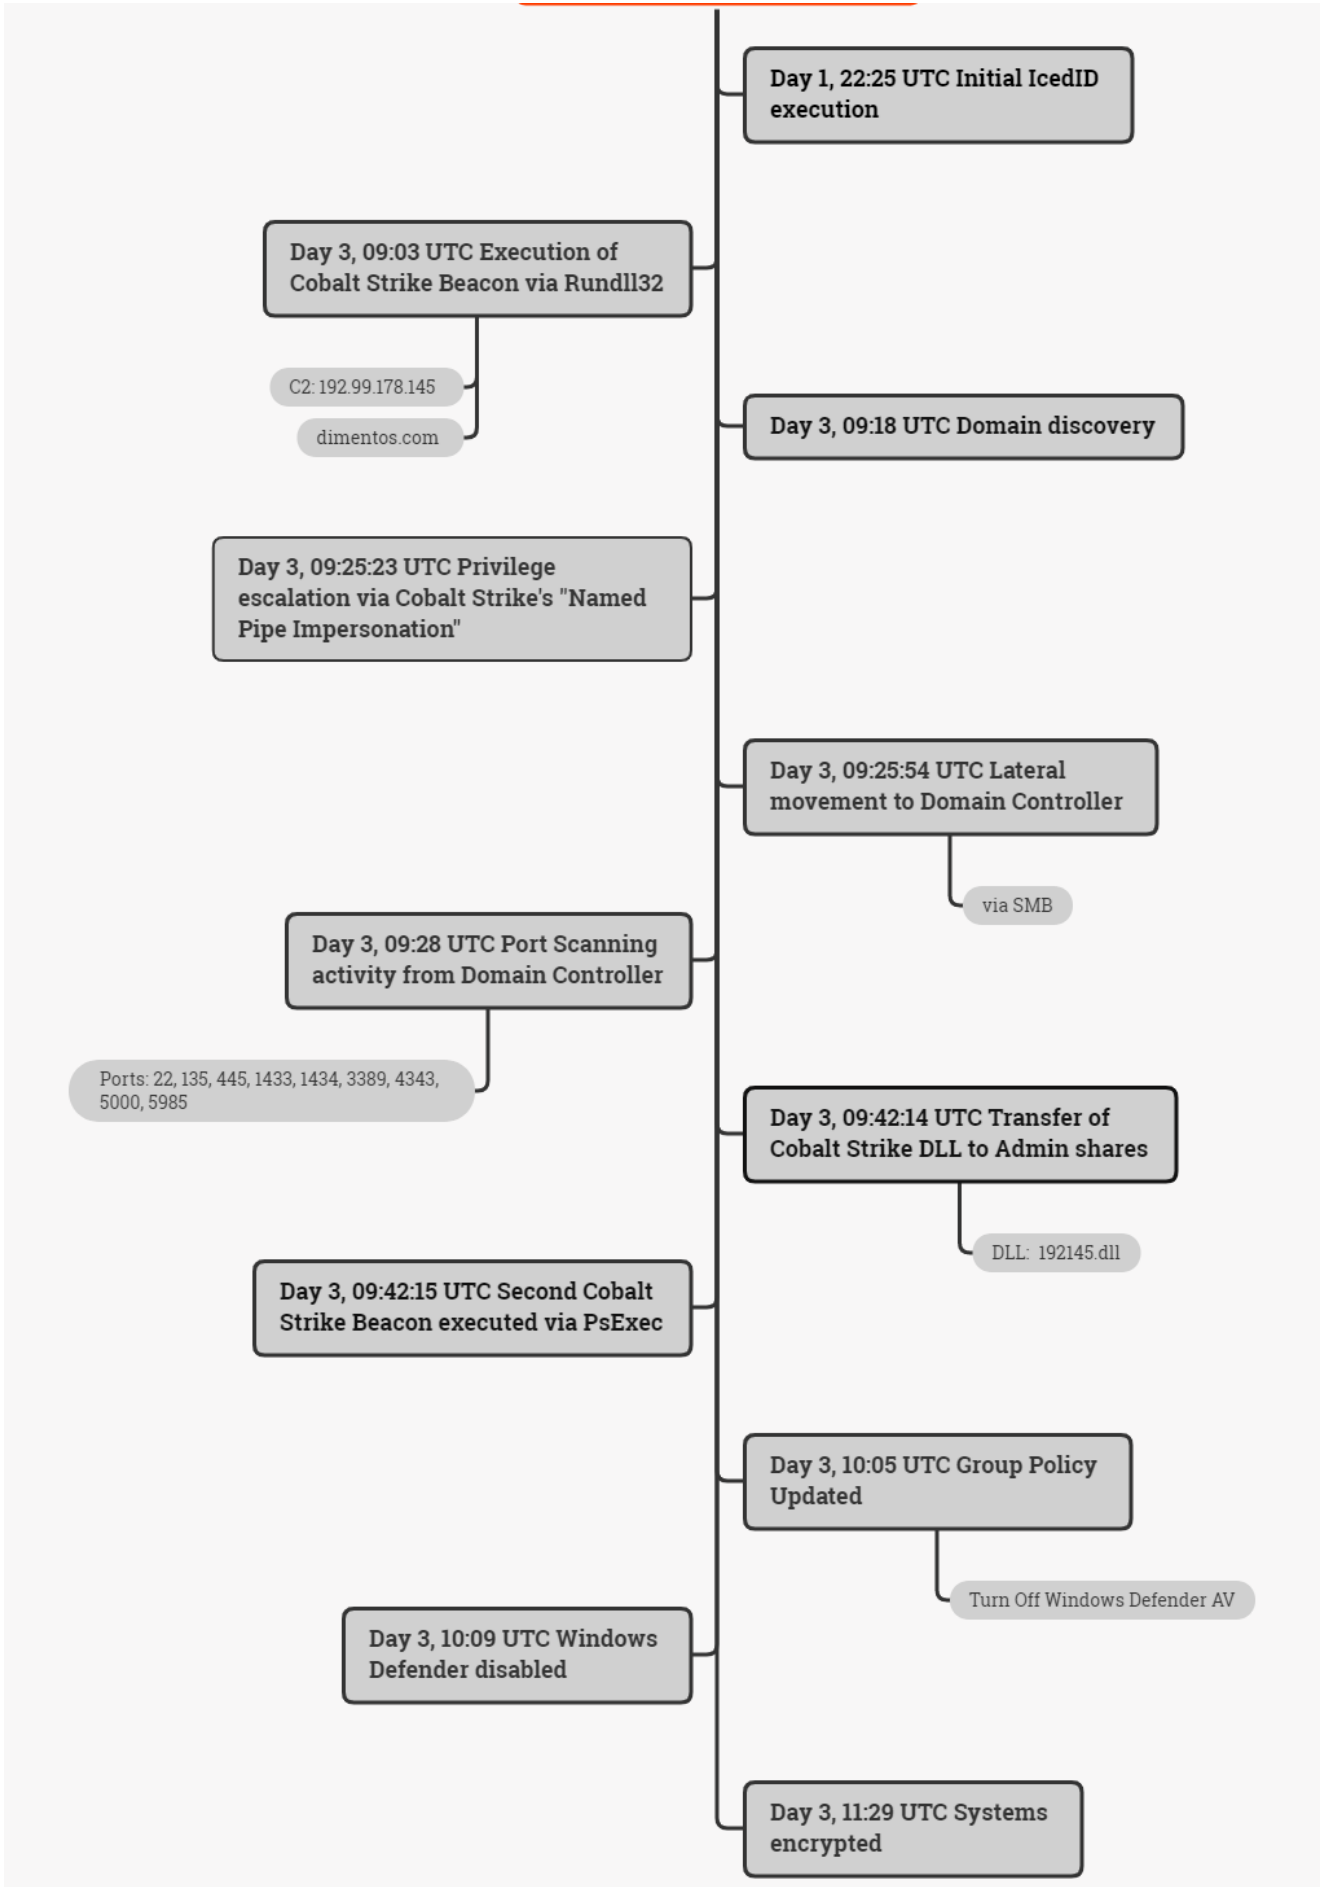 Day 1, 22:25 UTC Initial IcedID
execution
Day 3, 09:03 UTC Execution of
Cobalt Strike Beacon via Rundll32
C2: 192.99.178.145
dimentos.com
Day 3, 09:18 UTC Domain discovery
Day 3, 09:25:23 UTC Privilege
escalation via Cobalt Strike's "Named
Pipe Impersonation"
Day 3, 09:25:54 UTC Lateral
movement to Domain Controller
via SMB
Day 3, 09:28 UTC Port Scanning
activity from Domain Controller
Ports: 22, 135, 445, 1433, 1434, 3389, 4343,
5000, 5985
Day 3, 09:42:14 UTC Transfer of
Cobalt Strike DLL to Admin shares
DLL:  192145.dll
Day 3, 09:42:15 UTC Second Cobalt
Strike Beacon executed via PsExec
Day 3, 10:05 UTC Group Policy
Updated
Turn Off Windows Defender AV
Day 3, 10:09 UTC Windows
Defender disabled
Day 3, 11:29 UTC Systems
encrypted